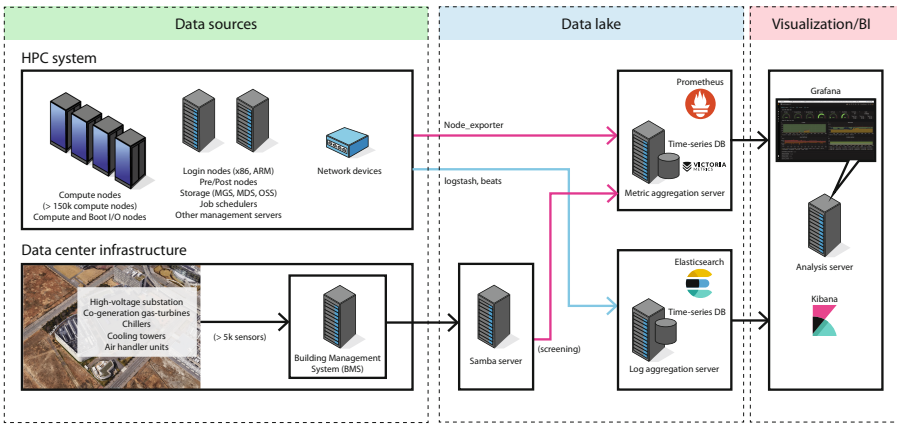 Data sources
Data lake
Visualization/BI
HPC system
Compute nodes
(> 150k compute nodes)
Compute and Boot I/O nodes
Login nodes (x86, ARM)
Pre/Post nodes
Storage (MGS, MDS, OSS)
Job schedulers
Other management servers
Network devices
Node_exporter
logstash, beats
Prometheus
Time-series DB
VICTORIA
METRICS
Metric aggregation server
Grafana
Analysis server
Kibana
Data center infrastructure
High-voltage substation
Co-generation gas-turbines
Chillers
Cooling towers
Air handler units
(> 5k sensors)
Building Management
System (BMS)
Samba server
(screening)
Elasticsearch
Time-series DB
Log aggregation server